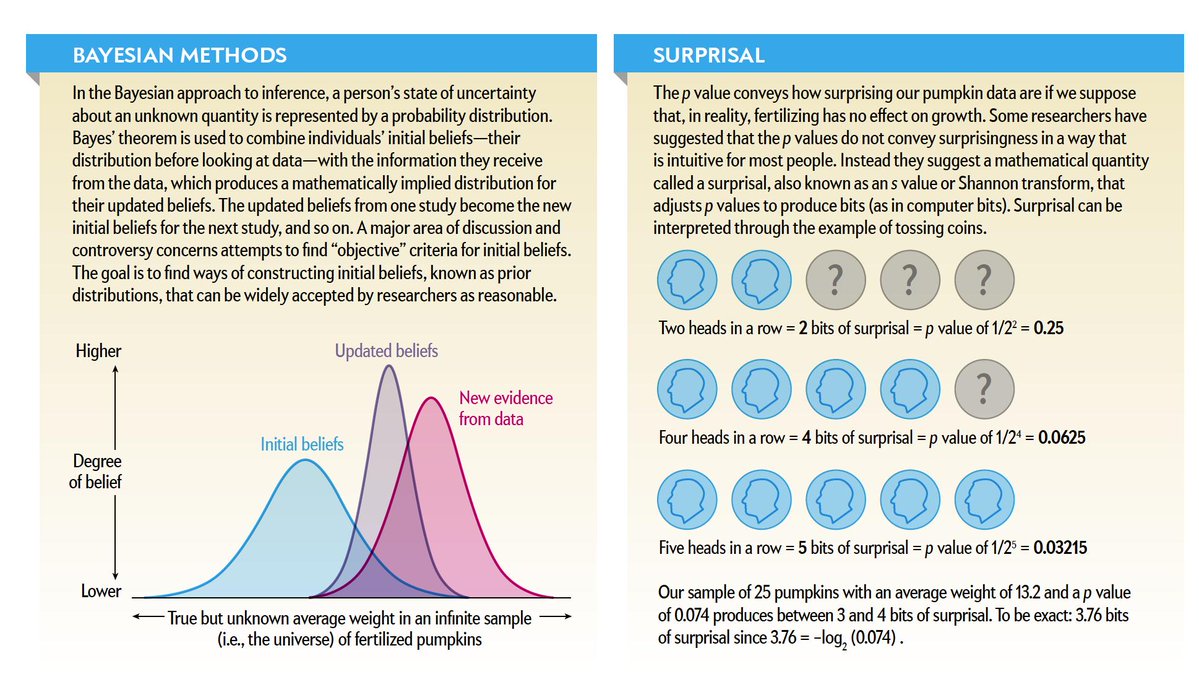 BAYESIAN METHODS
In the Bayesian approach to inference, a person's state of uncertainty
about an unknown quantity is represented by a probability distribution.
Bayes' theorem is used to combine individuals' initial beliefs—their
distribution before looking at data—with the information they receive
from the data, which produces a mathematically implied distribution for
their updated beliefs. The updated beliefs from one study become the new
initial beliefs for the next study, and so on. A major area of discussion and
controversy concerns attempts to find “objective” criteria for initial beliefs.
The goal is to find ways of constructing initial beliefs, known as prior
distributions, that can be widely accepted by researchers as reasonable.
Higher
Degree
of belief
Lower
Initial beliefs
Updated beliefs
New evidence
from data
True but unknown average weight in an infinite sample
(i.e., the universe) of fertilized pumpkins
SURPRISAL
The p value conveys how surprising our pumpkin data are if we suppose
that, in reality, fertilizing has no effect on growth. Some researchers have
suggested that the p values do not convey surprisingness in a way that
is intuitive for most people. Instead they suggest a mathematical quantity
called a surprisal, also known as an s value or Shannon transform, that
adjusts p values to produce bits (as in computer bits). Surprisal can be
interpreted through the example of tossing coins.
? ? ?
Two heads in a row = 2 bits of surprisal = p value of 1/2² = 0.25
?
Four heads in a row = 4 bits of surprisal = p value of 1/2⁴ = 0.0625
Five heads in a row = 5 bits of surprisal = p value of 1/2⁵ = 0.03215
Our sample of 25 pumpkins with an average weight of 13.2 and a p value
of 0.074 produces between 3 and 4 bits of surprisal. To be exact: 3.76 bits
of surprisal since 3.76 = –log₂ (0.074) .